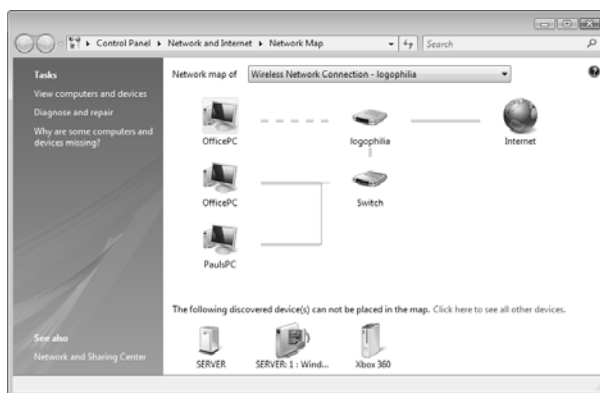 Control Panel ▸ Network and Internet ▸ Network Map
Search
Tasks
View computers and devices
Diagnose and repair
Why are some computers and
devices missing?
Network map of
Wireless Network Connection - logophilia
OfficePC
logophilia
Internet
OfficePC
Switch
PaulsPC
The following discovered device(s) can not be placed in the map. Click here to see all other devices.
SERVER
SERVER: 1 : Wind...
Xbox 360
See also
Network and Sharing Center